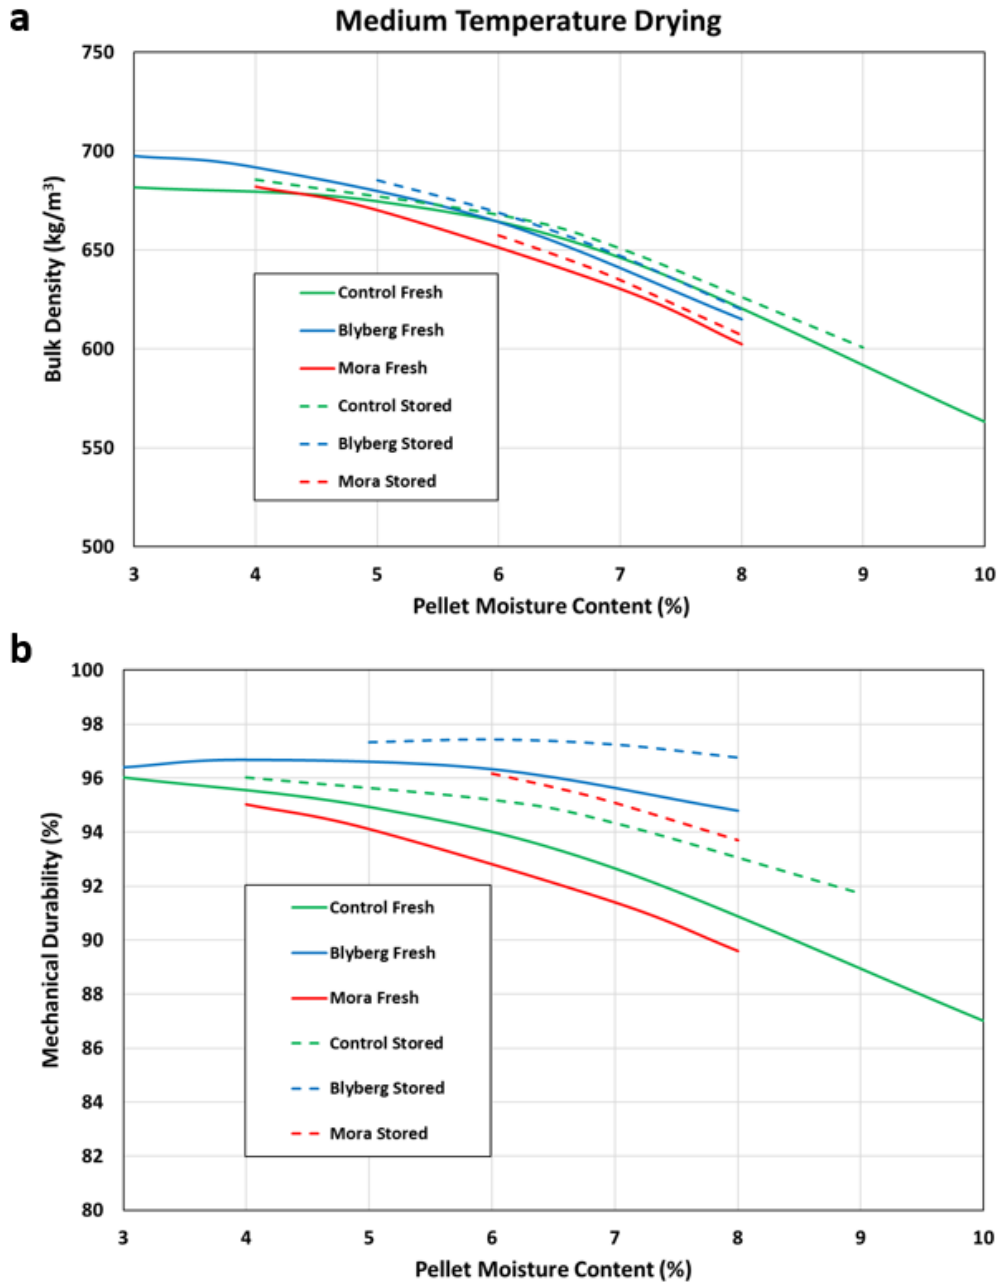 a
Medium Temperature Drying
750
700
650
600
550
500
Bulk Density (kg/m³)
Control Fresh
Blyberg Fresh
Mora Fresh
Control Stored
Blyberg Stored
Mora Stored
3 4 5 6 7 8 9 10
Pellet Moisture Content (%)
b
100
98
96
94
92
90
88
86
84
82
80
Mechanical Durability (%)
Control Fresh
Blyberg Fresh
Mora Fresh
Control Stored
Blyberg Stored
Mora Stored
3 4 5 6 7 8 9 10
Pellet Moisture Content (%)